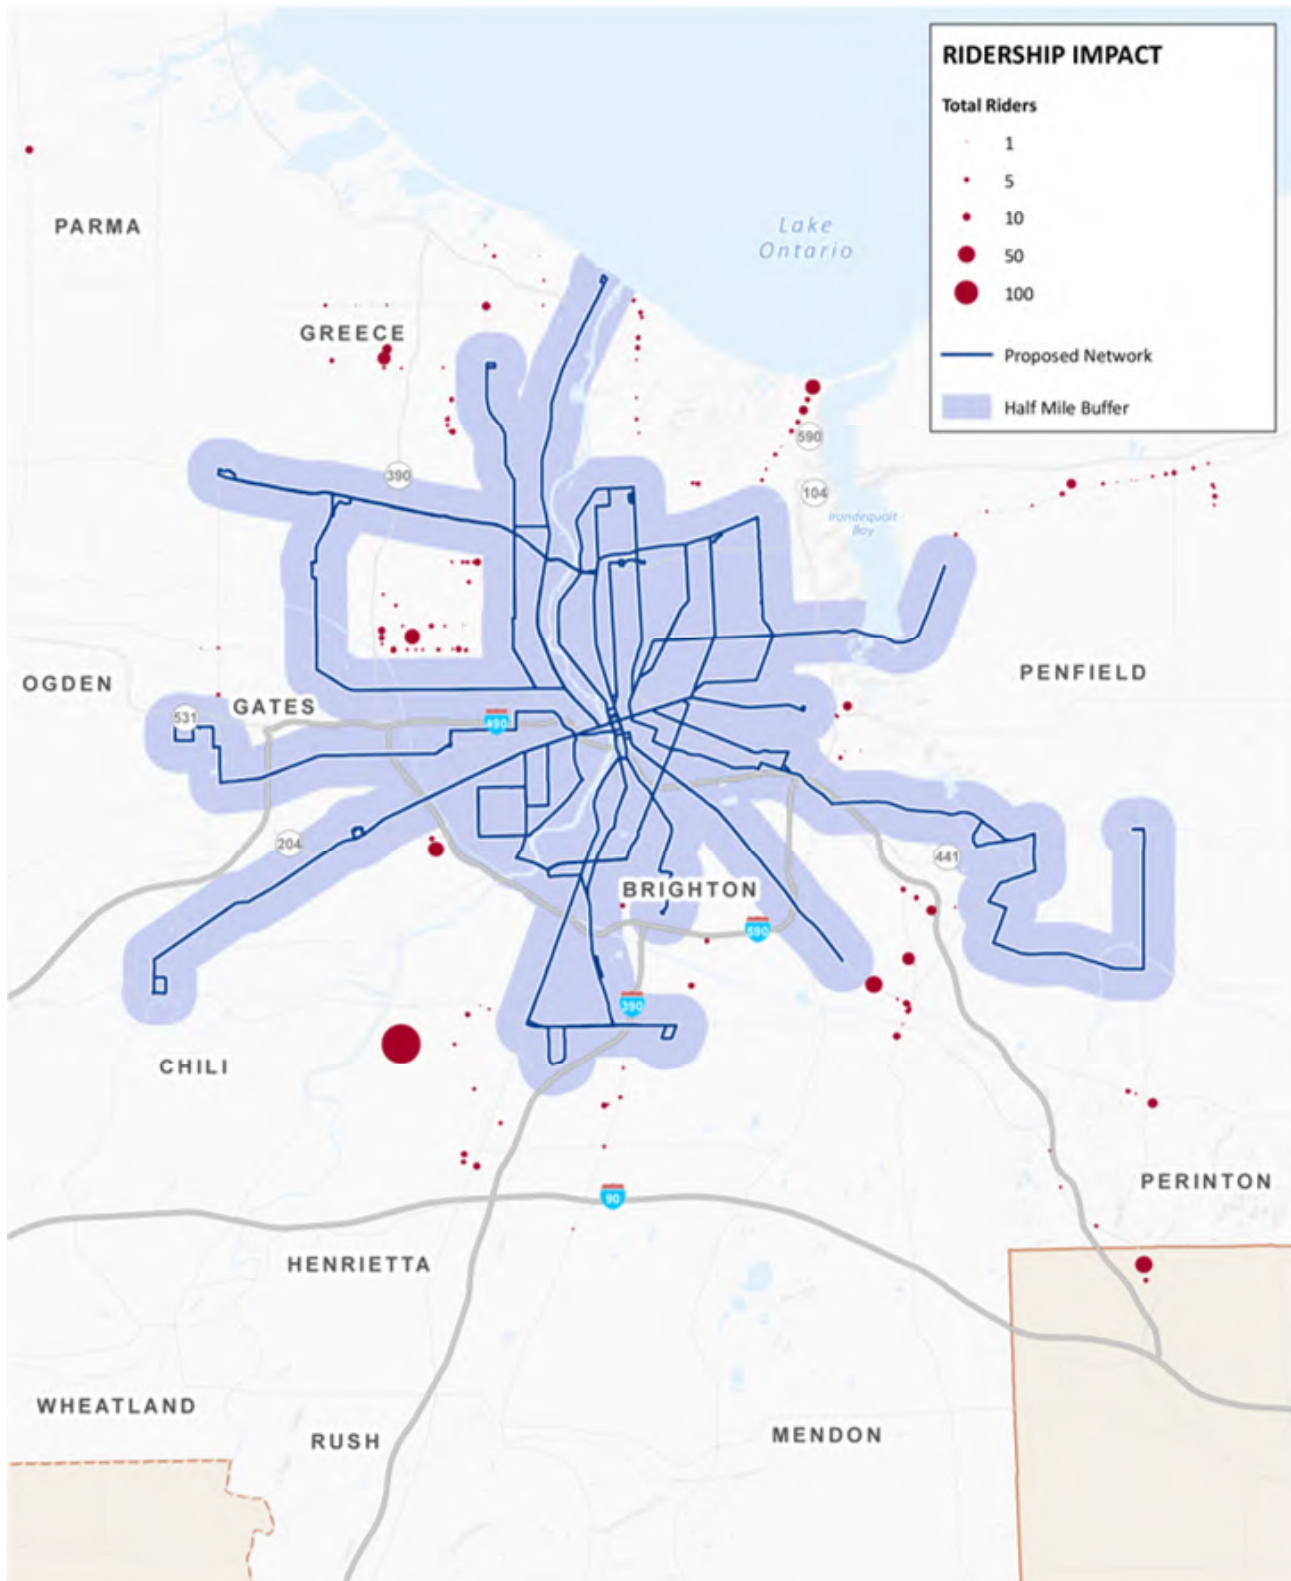 RIDERSHIP IMPACT
Total Riders
1
5
10
50
100
Proposed Network
Half Mile Buffer
PARMA
Lake
Ontario
GREECE
590
390
104
Irondequoit
Bay
OGDEN
PENFIELD
GATES
531
490
204
441
BRIGHTON
590
390
CHILI
PERINTON
90
HENRIETTA
WHEATLAND
RUSH
MENDON